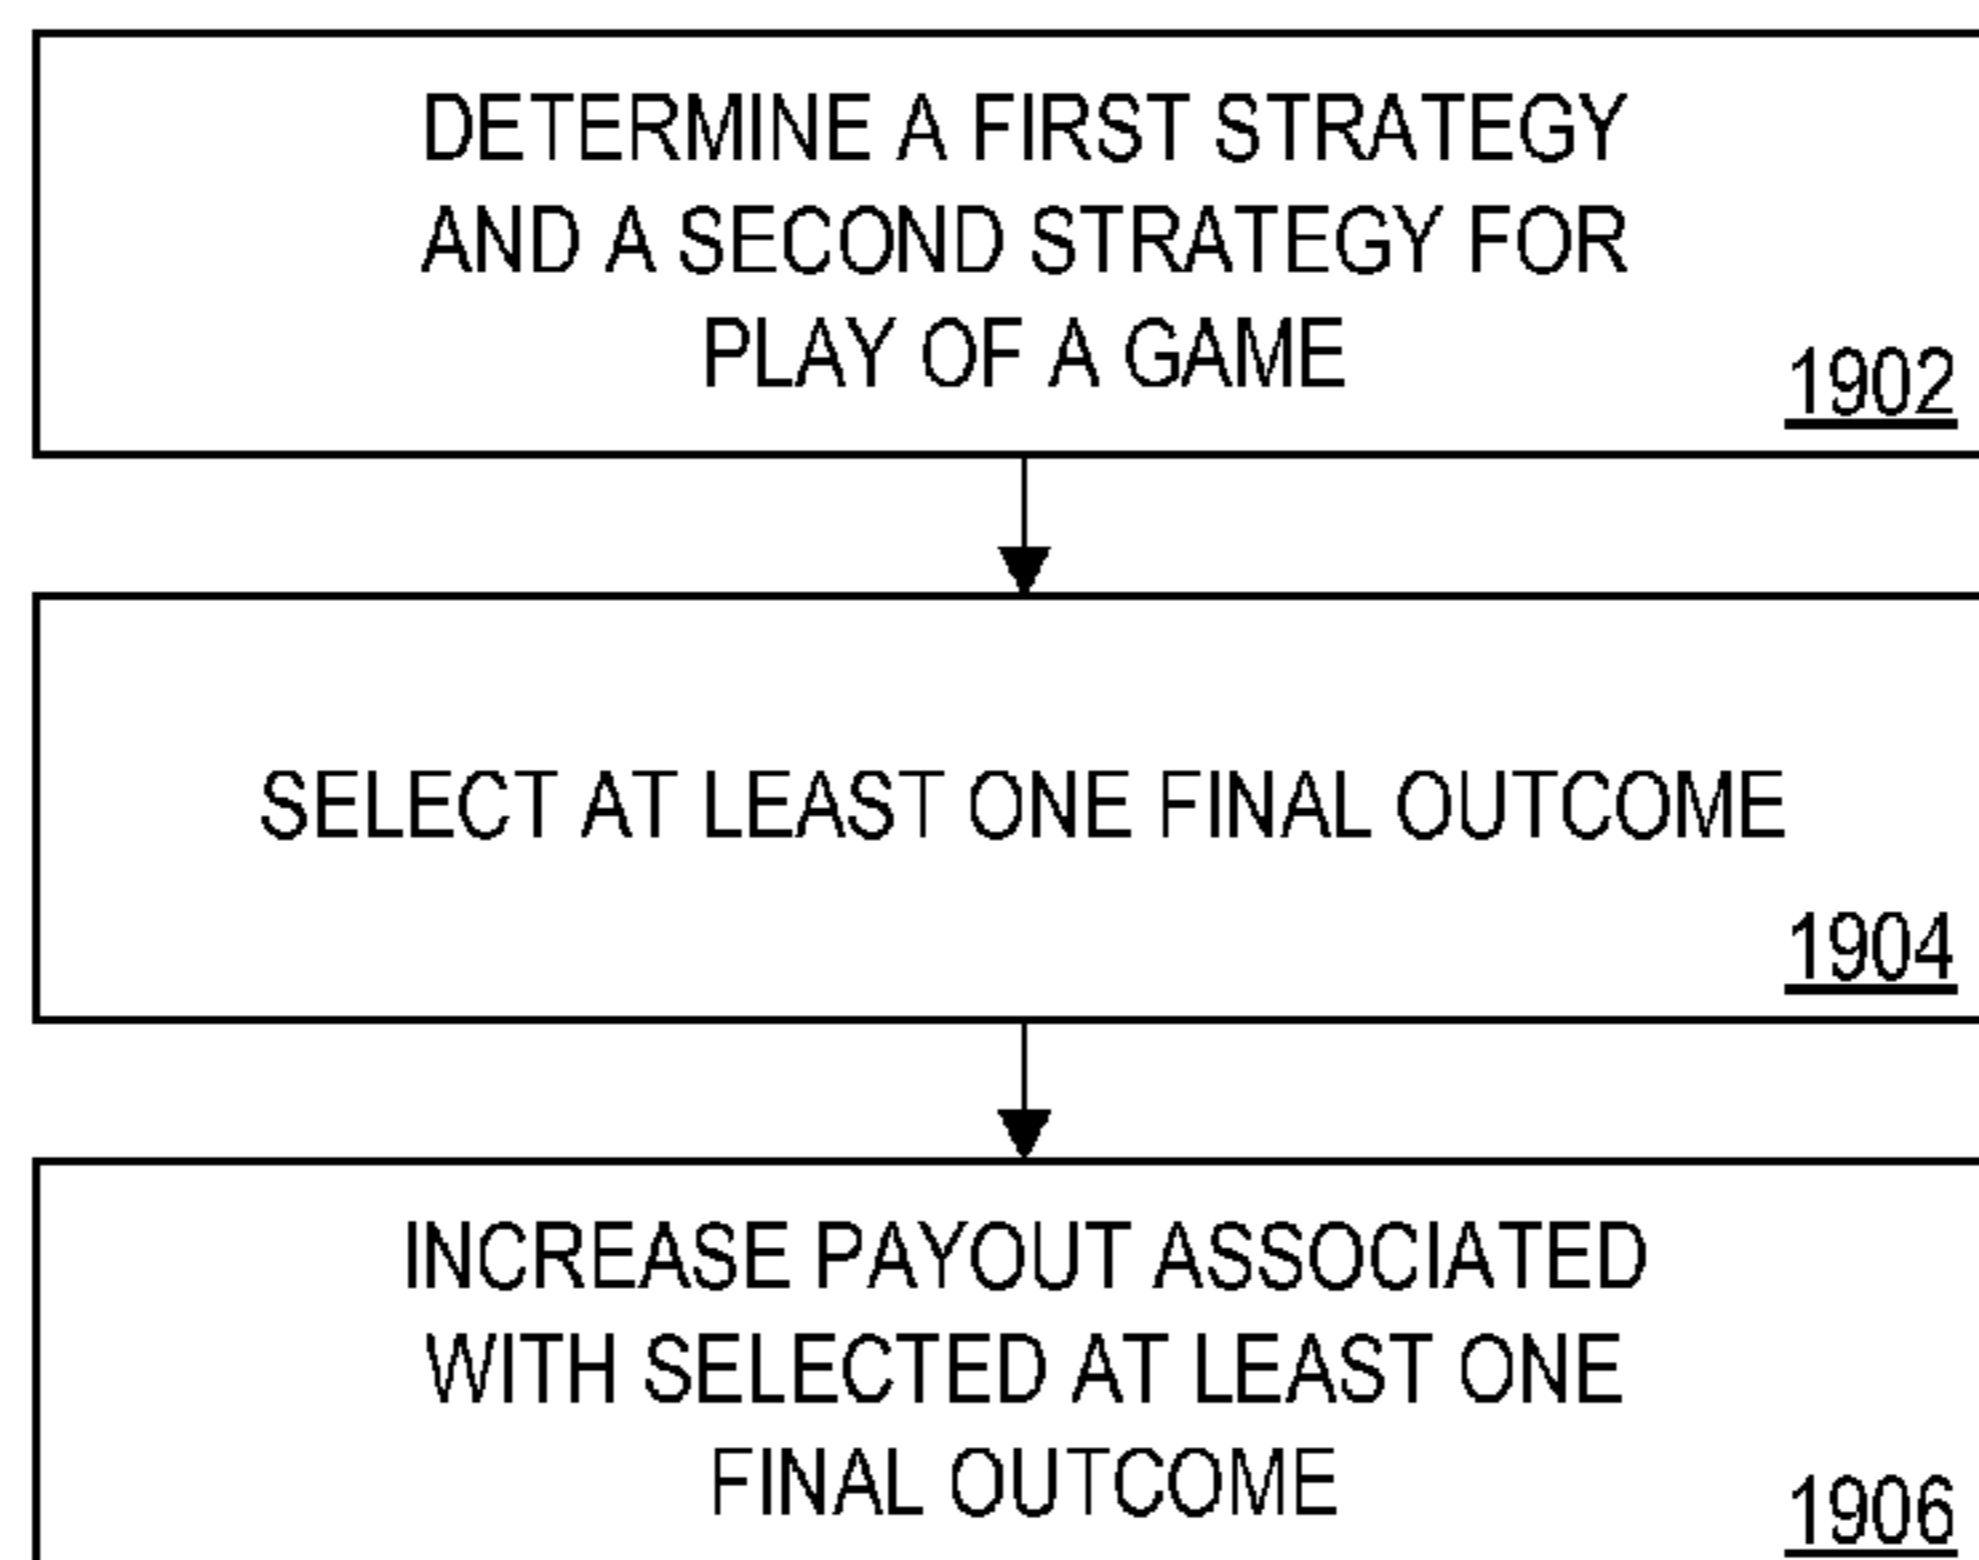 DETERMINE A FIRST STRATEGY
AND A SECOND STRATEGY FOR
PLAY OF A GAME
1902
SELECT AT LEAST ONE FINAL OUTCOME
1904
INCREASE PAYOUT ASSOCIATED
WITH SELECTED AT LEAST ONE
FINAL OUTCOME
1906